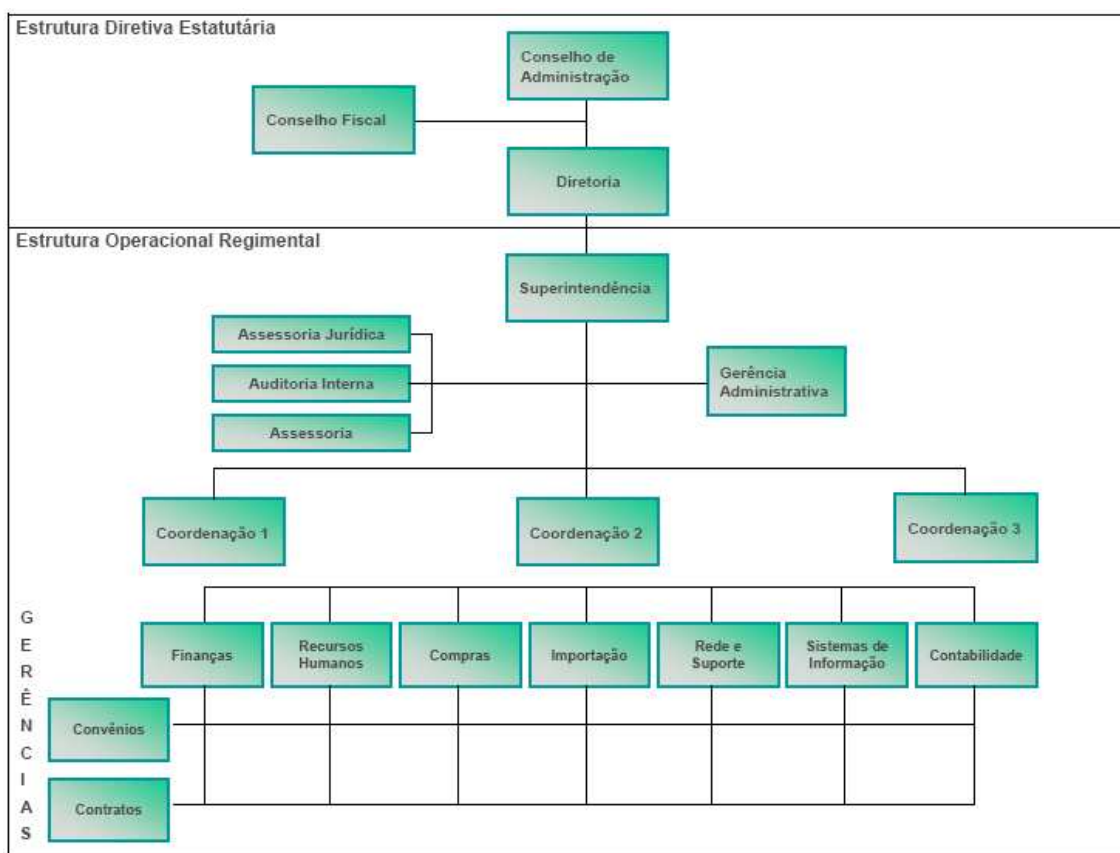 Estrutura Diretiva Estatutária
Conselho de
Administração
Conselho Fiscal
Diretoria
Estrutura Operacional Regimental
Superintendência
Assessoria Jurídica
Auditoria Interna
Assessoria
Gerência
Administrativa
Coordenação 1
Coordenação 2
Coordenação 3
GERÊNCIAS
Finanças
Recursos
Humanos
Compras
Importação
Rede e
Suporte
Sistemas de
Informação
Contabilidade
Convênios
Contratos